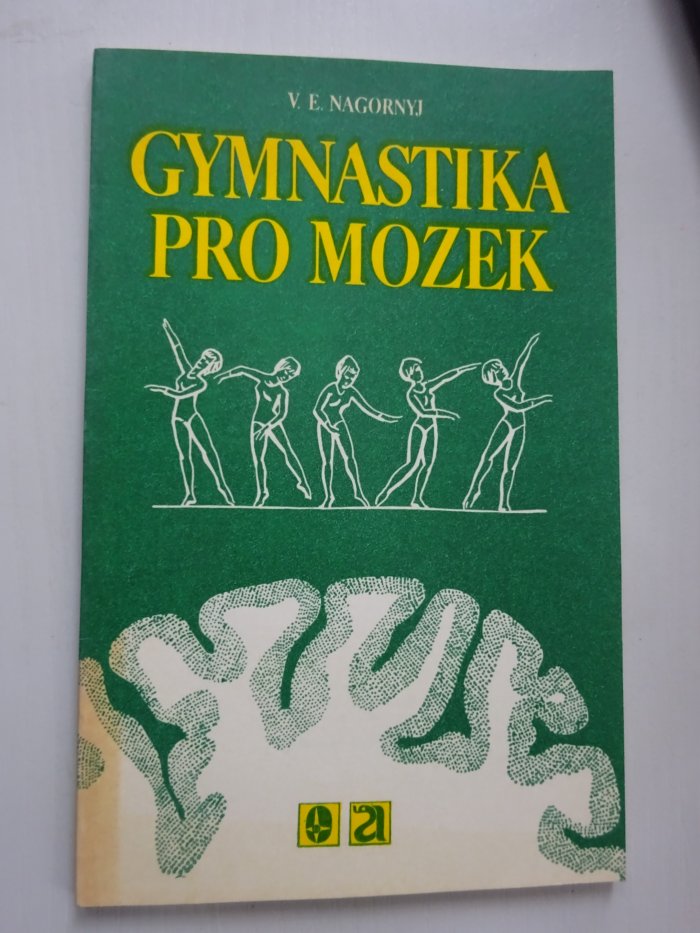 V. E. NAGORNYJ
GYMNASTIKA
PRO MOZEK